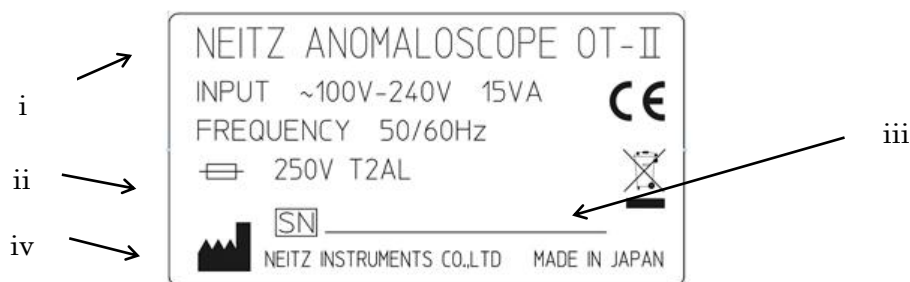 NEITZ ANOMALOSCOPE OT-II
INPUT ~100V-240V 15VA
CE
FREQUENCY 50/60Hz
250V T2AL
SN
NEITZ INSTRUMENTS CO.,LTD MADE IN JAPAN
i
ii
iii
iv